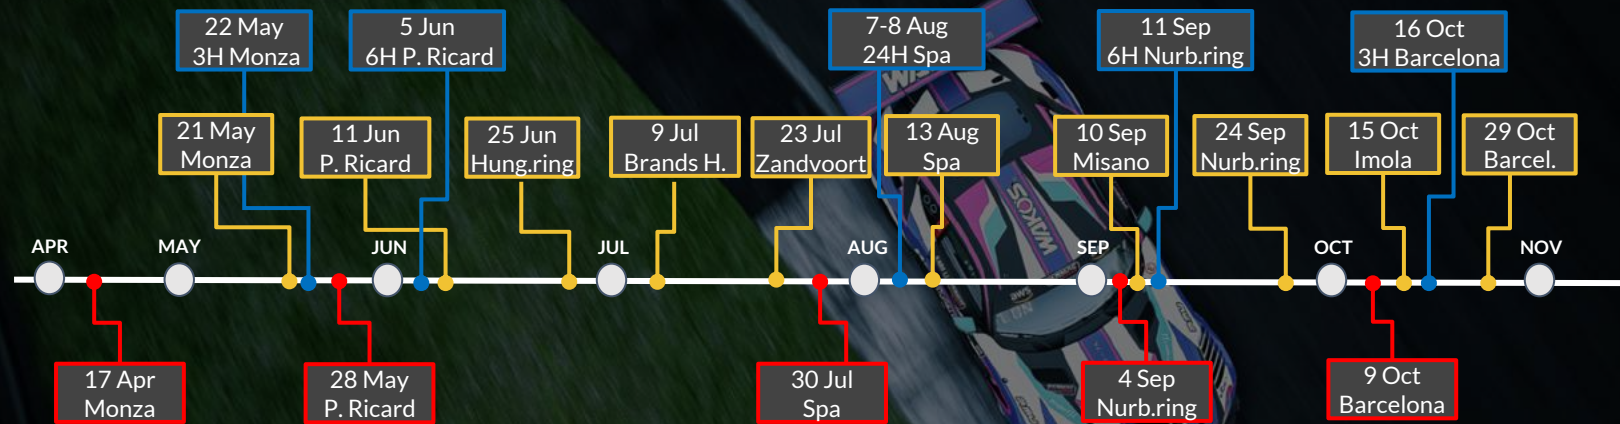 22 May
3H Monza
5 Jun
6H P. Ricard
7-8 Aug
24H Spa
11 Sep
6H Nurb.ring
16 Oct
3H Barcelona
21 May
Monza
11 Jun
P. Ricard
25 Jun
Hung.ring
9 Jul
Brands H.
23 Jul
Zandvoort
13 Aug
Spa
10 Sep
Misano
24 Sep
Nurb.ring
15 Oct
Imola
29 Oct
Barcel.
WAKO'S
APR
MAY
JUN
JUL
AUG
SEP
OCT
NOV
17 Apr
Monza
28 May
P. Ricard
30 Jul
Spa
4 Sep
Nurb.ring
9 Oct
Barcelona